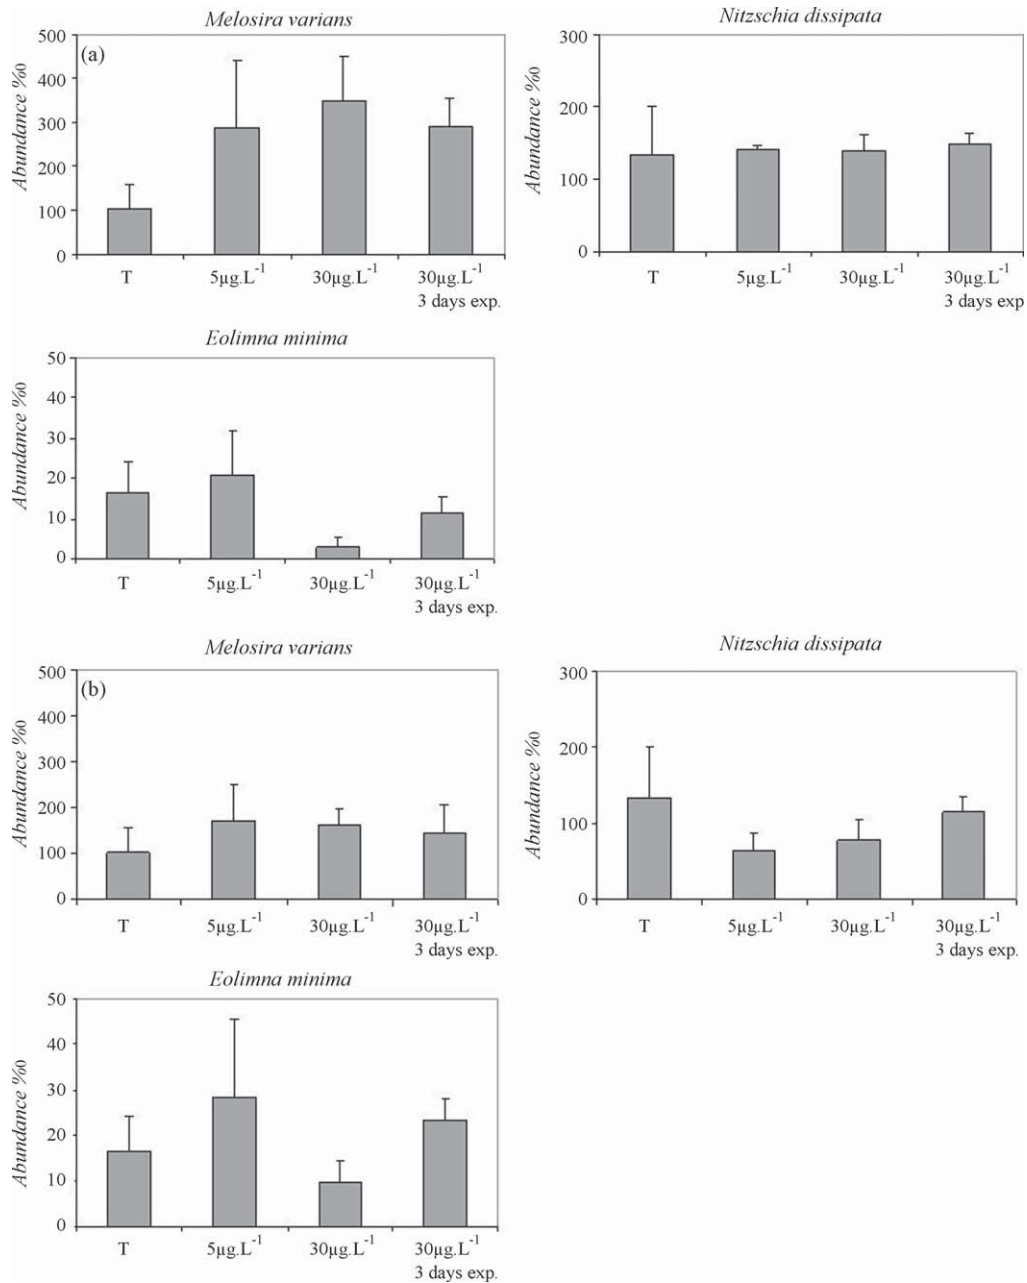 Melosira varians
(a)
Abundance ‰
500
400
300
200
100
0
T
5µg.L-1
30µg.L-1
30µg.L-1
3 days exp.
Nitzschia dissipata
Abundance ‰
300
200
100
0
T
5µg.L-1
30µg.L-1
30µg.L-1
3 days exp
Eolimna minima
Abundance ‰
50
40
30
20
10
0
T
5µg.L-1
30µg.L-1
30µg.L-1
3 days exp.
Melosira varians
(b)
Abundance ‰
500
400
300
200
100
0
T
5µg.L-1
30µg.L-1
30µg.L-1
3 days exp.
Nitzschia dissipata
Abundance ‰
300
200
100
0
T
5µg.L-1
30µg.L-1
30µg.L-1
3 days exp.
Eolimna minima
Abundance ‰
50
40
30
20
10
0
T
5µg.L-1
30µg.L-1
30µg.L-1
3 days exp.